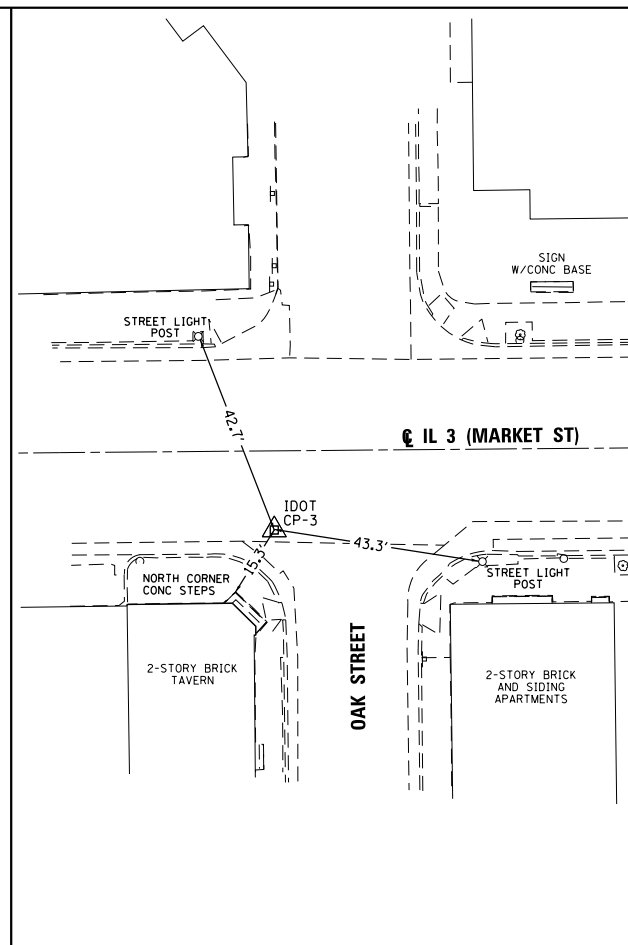 SIGN
W/CONC BASE
STREET LIGHT
POST
42.7'
℄ IL 3 (MARKET ST)
IDOT
CP-3
43.3'
15.3'
NORTH CORNER
CONC STEPS
STREET LIGHT
POST
2-STORY BRICK
TAVERN
OAK STREET
2-STORY BRICK
AND SIDING
APARTMENTS